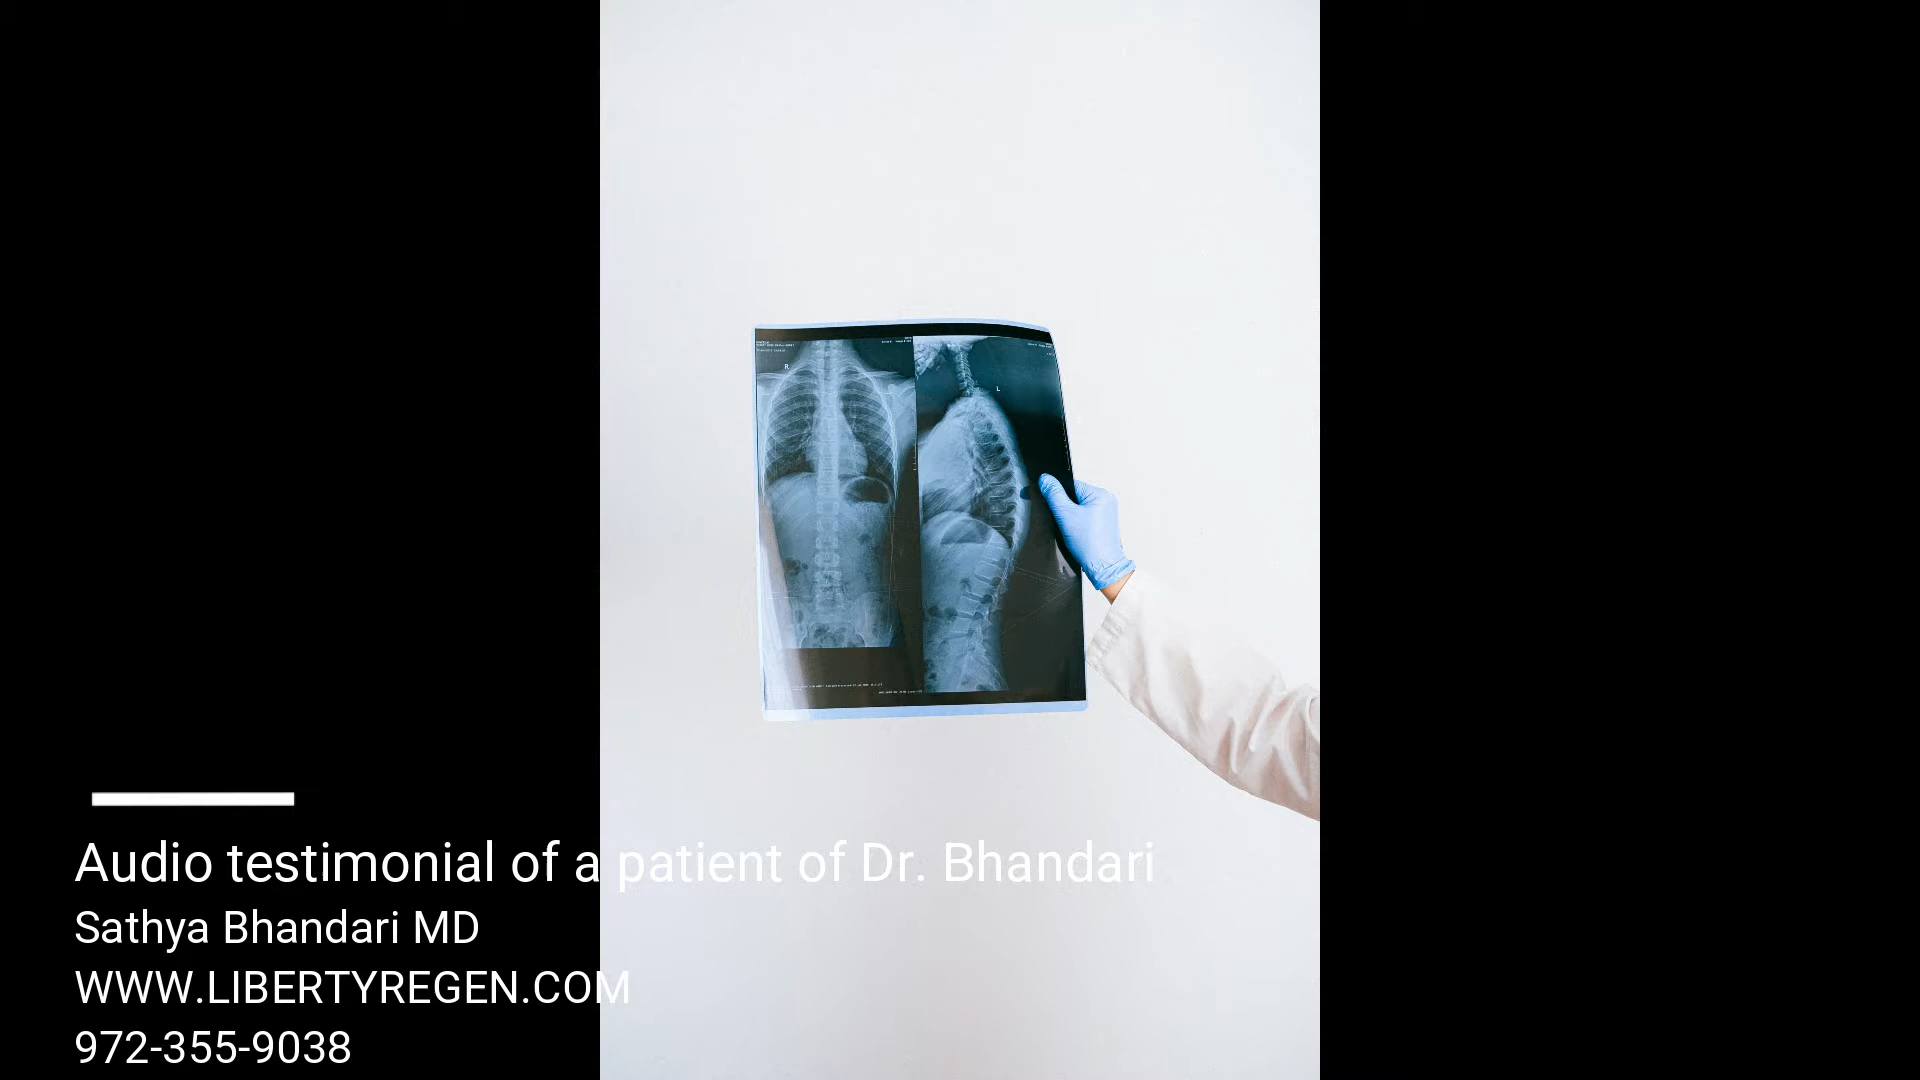 R
L
Audio testimonial of a patient of Dr. Bhandari
Sathya Bhandari MD
WWW.LIBERTYREGEN.COM
972-355-9038